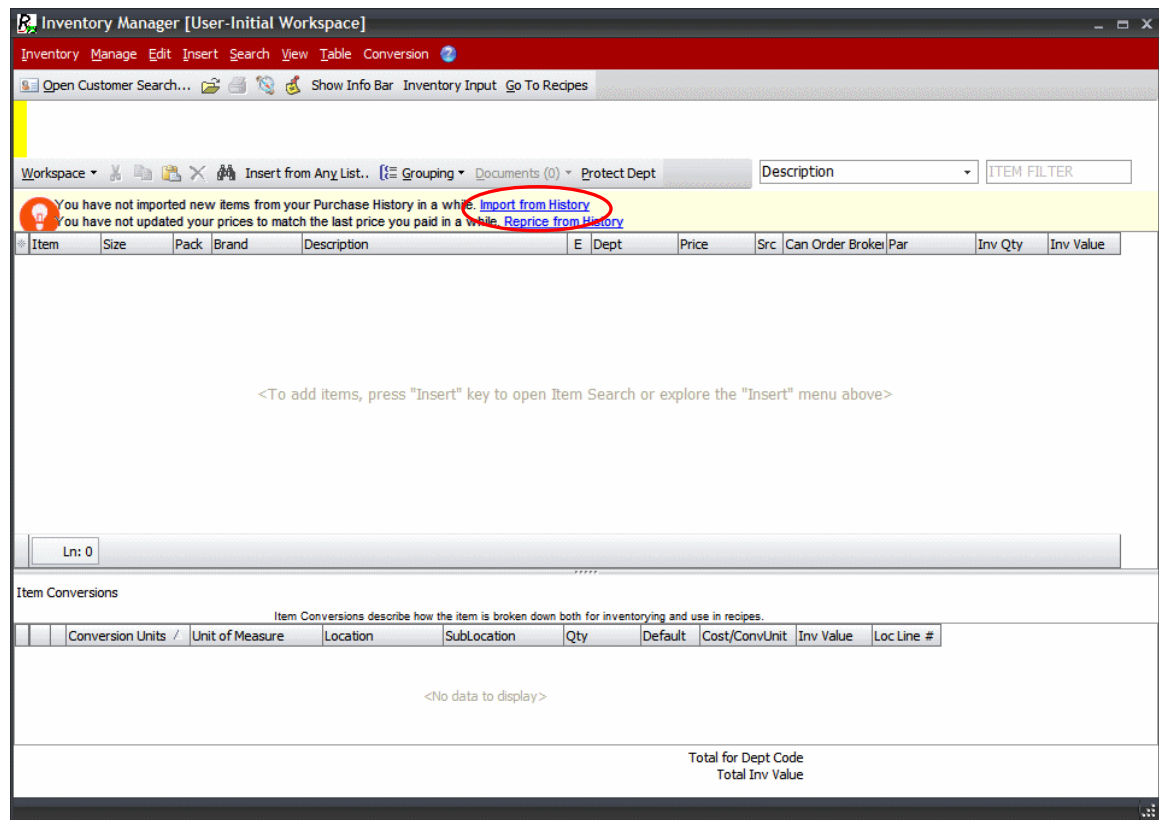 Inventory Manager [User-Initial Workspace]
Inventory Manage Edit Insert Search View Table Conversion
Open Customer Search... Show Info Bar Inventory Input Go To Recipes
Workspace Insert from Any List.. Grouping Documents (0) Protect Dept Description ITEM FILTER
You have not imported new items from your Purchase History in a while. Import from History
You have not updated your prices to match the last price you paid in a while. Reprice from History
Item Size Pack Brand Description E Dept Price Src Can Order Broker Par Inv Qty Inv Value
<To add items, press "Insert" key to open Item Search or explore the "Insert" menu above>
Ln: 0
Item Conversions
Item Conversions describe how the item is broken down both for inventorying and use in recipes.
Conversion Units Unit of Measure Location SubLocation Qty Default Cost/ConvUnit Inv Value Loc Line #
<No data to display>
Total for Dept Code
Total Inv Value